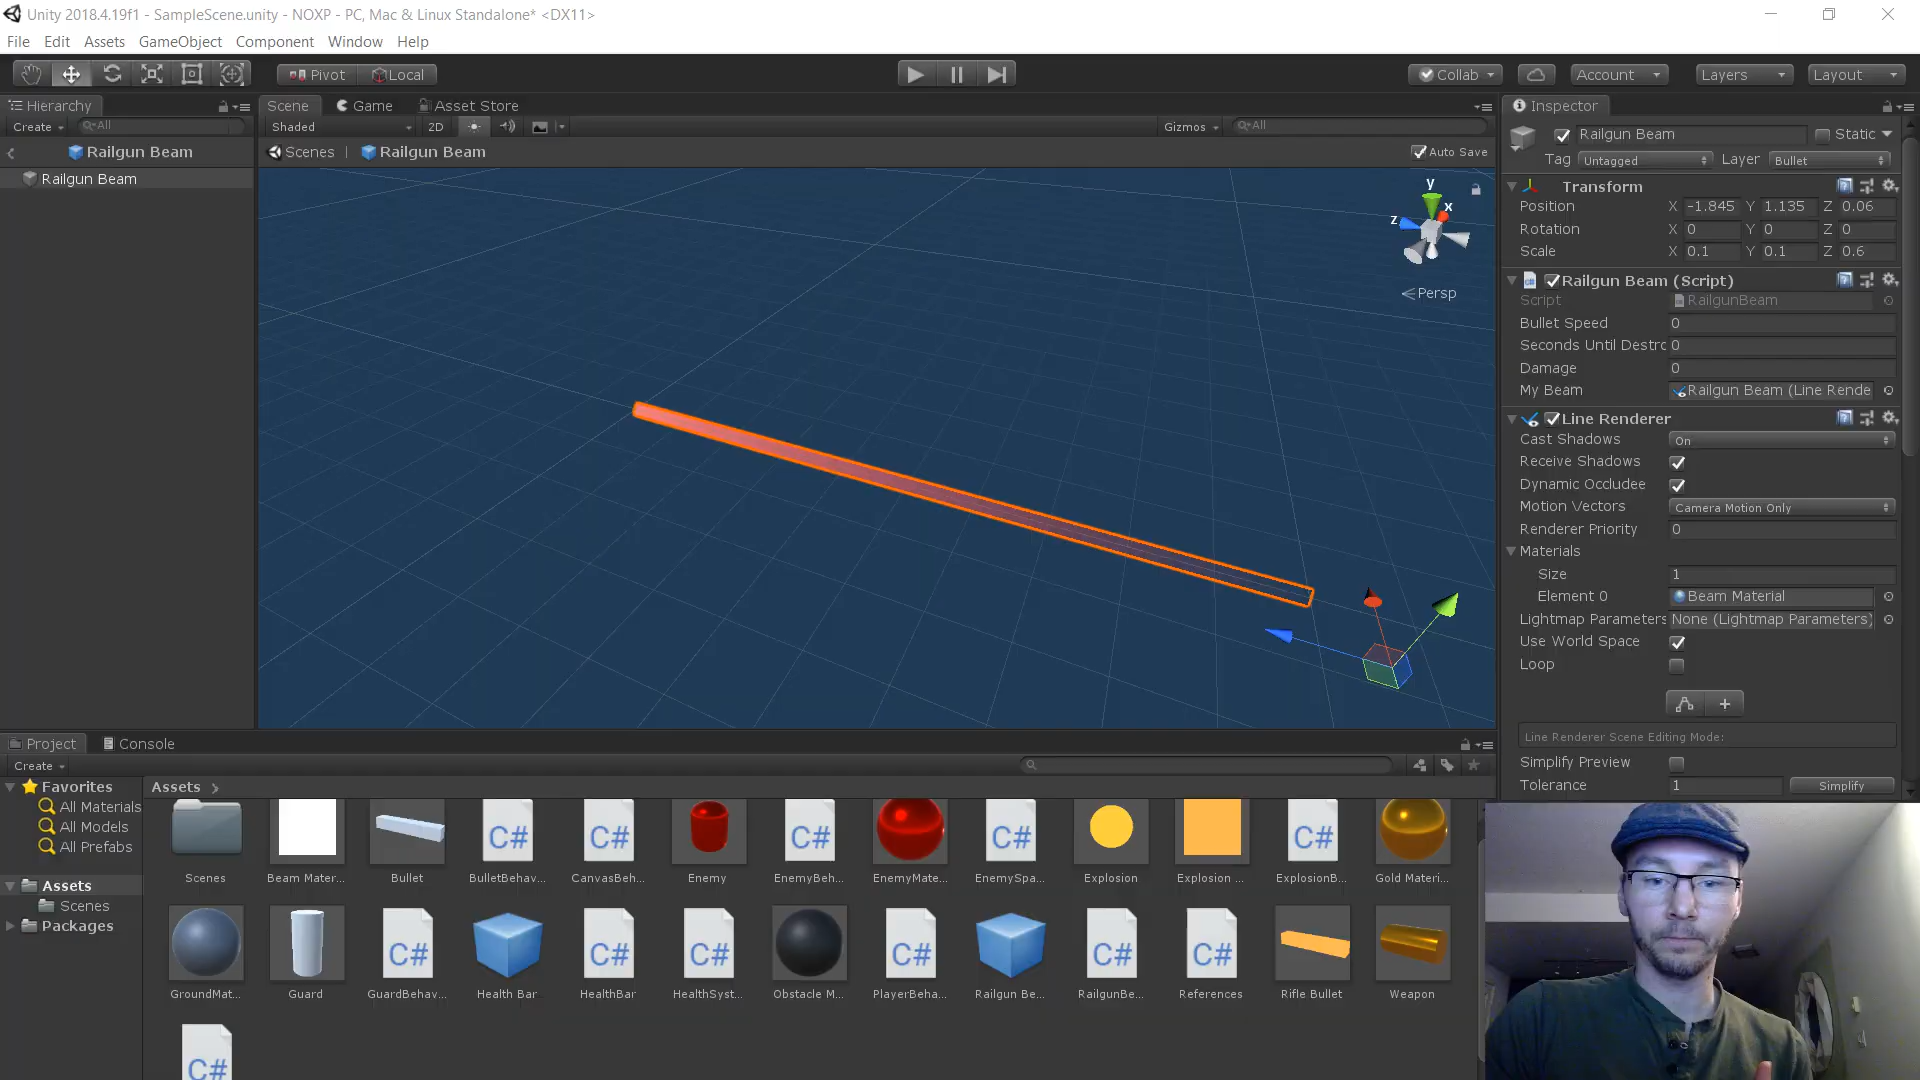 Unity 2018.4.19f1 - SampleScene.unity - NOXP - PC, Mac & Linux Standalone* <DX11>
File Edit Assets GameObject Component Window Help
Pivot Local Collab Account Layers Layout
Hierarchy
Create All
Railgun Beam
Railgun Beam
Scene Game Asset Store
Shaded 2D Gizmos All
Scenes Railgun Beam Auto Save
y
x
z
Persp
Inspector
Railgun Beam Static
Tag Untagged Layer Bullet
Transform
Position X -1.845 Y 1.135 Z 0.06
Rotation X 0 Y 0 Z 0
Scale X 0.1 Y 0.1 Z 0.6
Railgun Beam (Script)
Script RailgunBeam
Bullet Speed 0
Seconds Until Destro 0
Damage 0
My Beam Railgun Beam (Line Rende
Line Renderer
Cast Shadows On
Receive Shadows
Dynamic Occludee
Motion Vectors Camera Motion Only
Renderer Priority 0
Materials
Size 1
Element 0 Beam Material
Lightmap Parameters None (Lightmap Parameters)
Use World Space
Loop
+
Line Renderer Scene Editing Mode:
Simplify Preview
Tolerance 1 Simplify
Project Console
Create
Favorites
All Materials
All Models
All Prefabs
Assets
Scenes
Packages
Assets
C# C# C# C# C#
Scenes Beam Mater... Bullet BulletBehav... CanvasBeh... Enemy EnemyBeh... EnemyMate... EnemySpa... Explosion Explosion ... ExplosionB... Gold Materi...
C# C# C# C# C# C#
GroundMat... Guard GuardBehav... Health Bar HealthBar HealthSyst... Obstacle M... PlayerBeha... Railgun Be... RailgunBe... References Rifle Bullet Weapon
C#